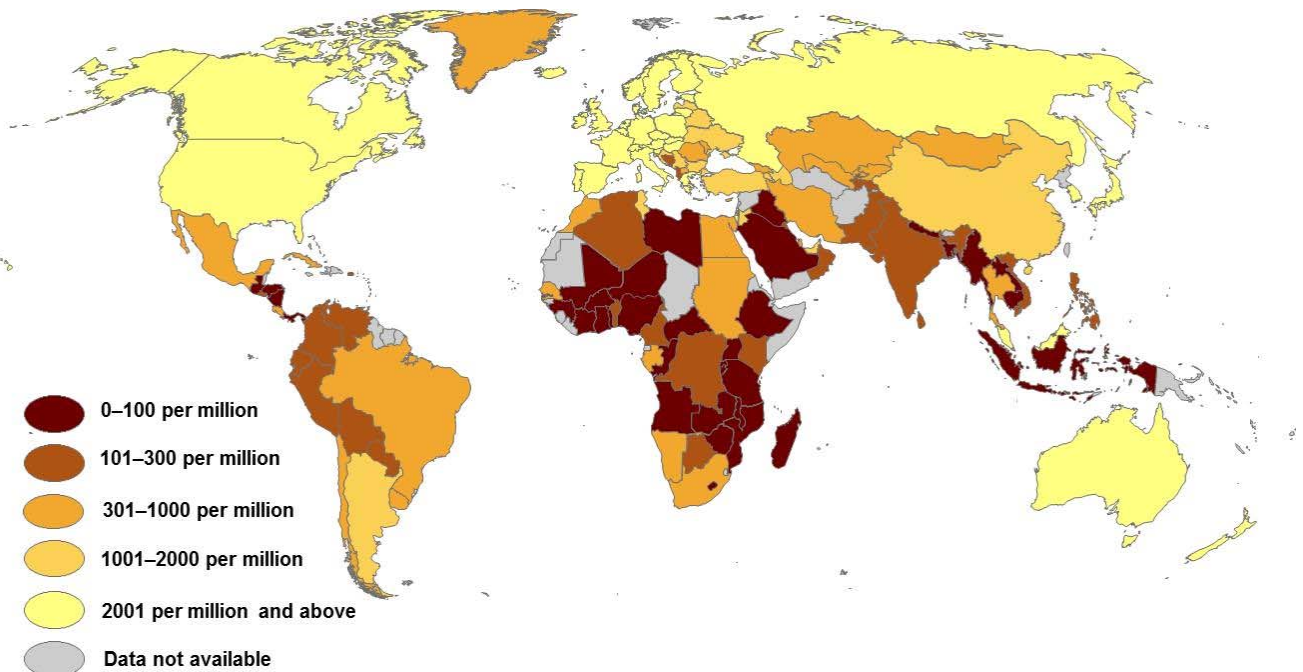 0–100 per million
101–300 per million
301–1000 per million
1001–2000 per million
2001 per million and above
Data not available